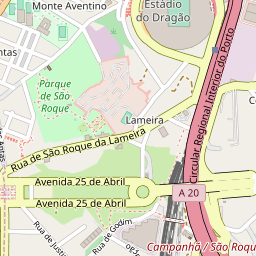 Monte Aventino
Estádio
do Dragão
Parque
de São
Roque
Lameira
Rua de São Roque da Lameira
Circular Regional Interior do Porto
Avenida 25 de Abril
A 20
Avenida 25 de Abril
Rua de Godim
Campanhã / São Roque